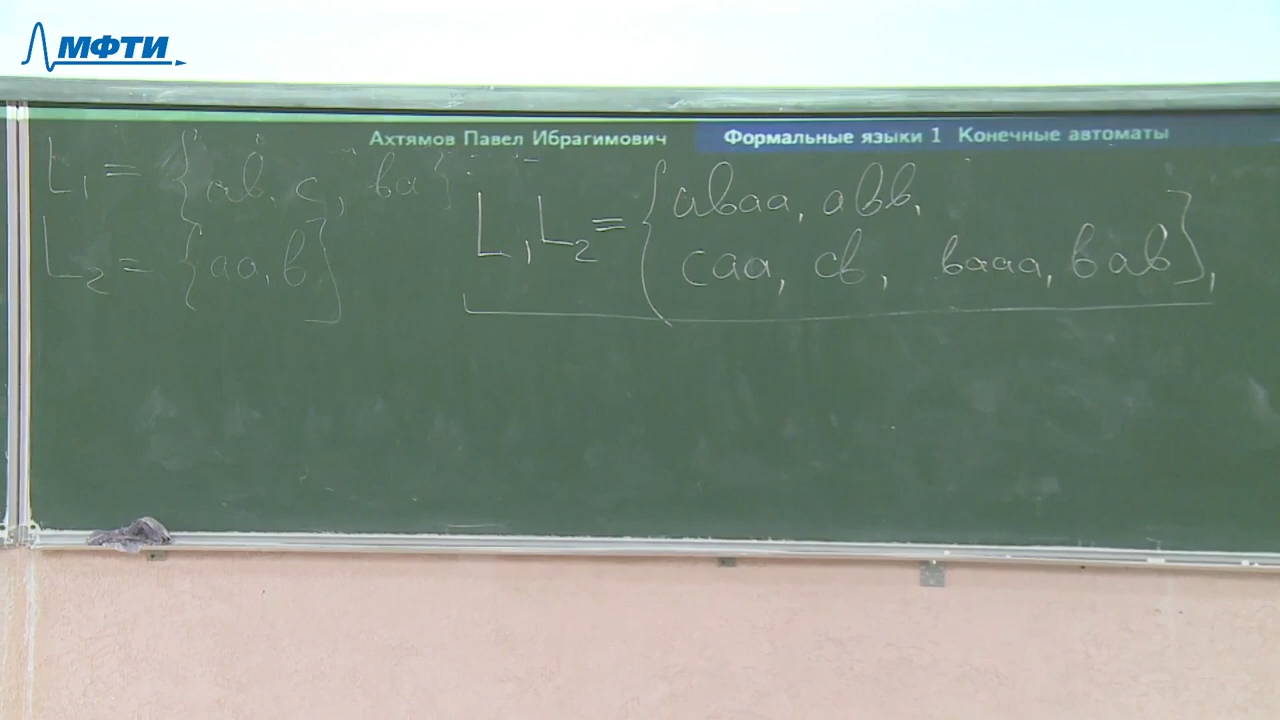 МФТИ
Ахтямов Павел Ибрагимович Формальные языки 1 Конечные автоматы
L₁ = {ab, c, ba}
L₂ = {aa, b}
L₁L₂ = {abaa, abb,
caa, cb, baaa, bab},